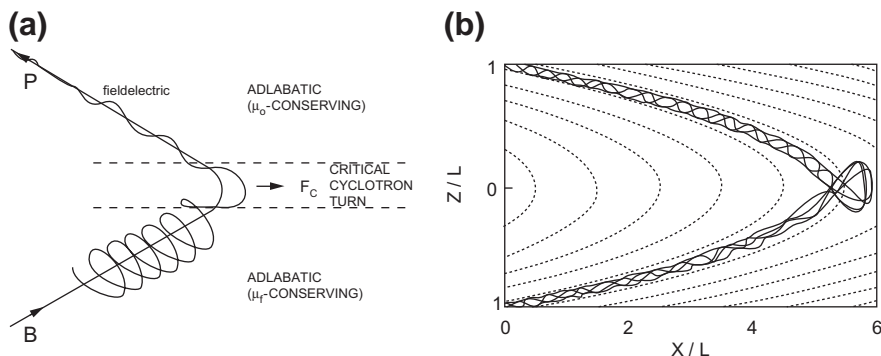 (a)
P
fieldelectric
ADLABATIC
(μo-CONSERVING)
Fc
CRITICAL
CYCLOTRON
TURN
ADLABATIC
(μf-CONSERVING)
B
(b)
1
0
1
Z / L
0
2
4
6
X / L